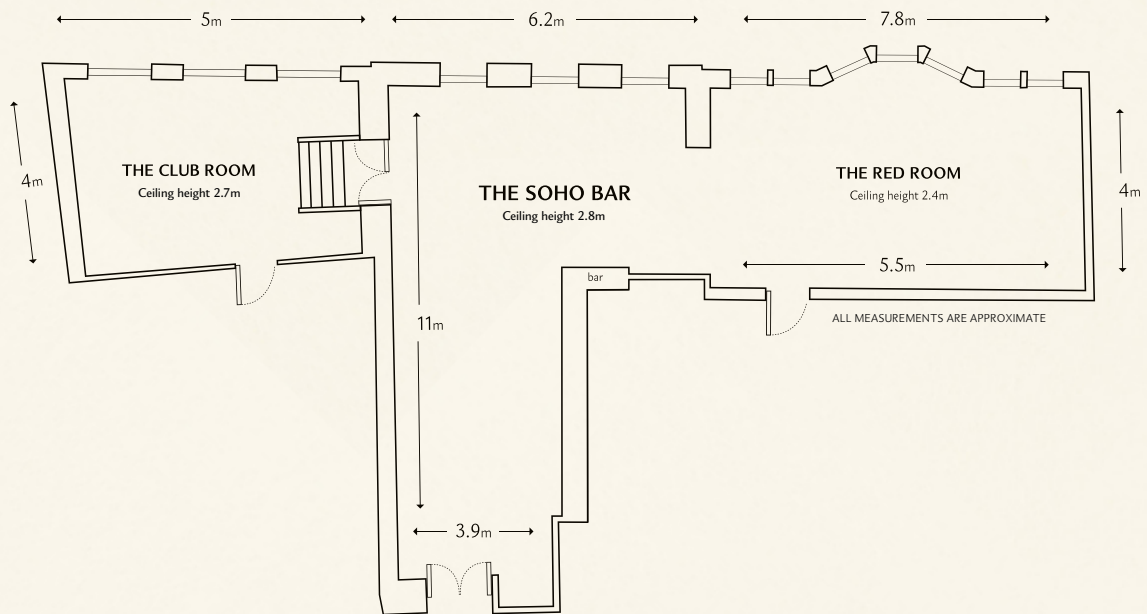 5m
6.2m
7.8m
4m
THE CLUB ROOM
Ceiling height 2.7m
THE SOHO BAR
Ceiling height 2.8m
THE RED ROOM
Ceiling height 2.4m
4m
5.5m
bar
11m
ALL MEASUREMENTS ARE APPROXIMATE
3.9m